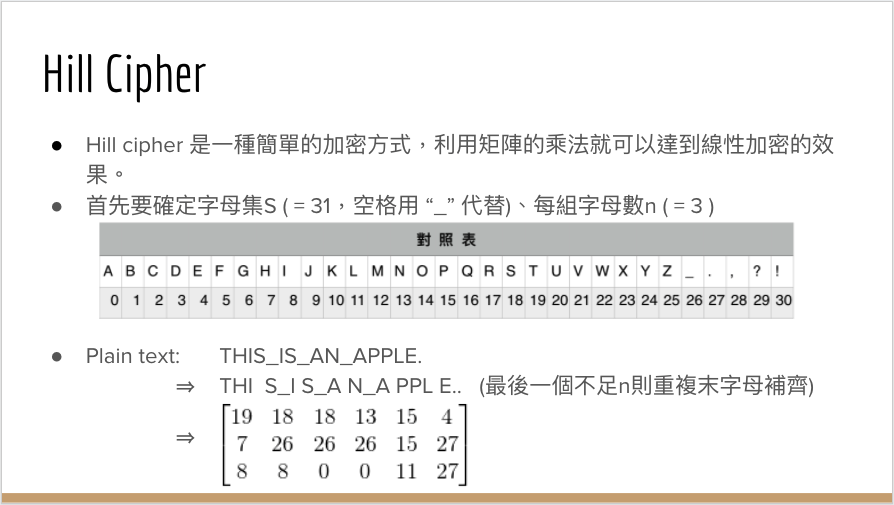 Hill Cipher
● Hill cipher 是一種簡單的加密方式，利用矩陣的乘法就可以達到線性加密的效
果。
● 首先要確定字母集S ( = 31，空格用 “_” 代替)、每組字母數n ( = 3 )
對 照 表
A B C D E F G H I J K L M N O P Q R S T U V W X Y Z _ . , ? !
0 1 2 3 4 5 6 7 8 9 10 11 12 13 14 15 16 17 18 19 20 21 22 23 24 25 26 27 28 29 30
● Plain text: THIS_IS_AN_APPLE.
⇒ THI S_I S_A N_A PPL E.. (最後一個不足n則重複末字母補齊)
19 18 18 13 15 4
⇒ 7 26 26 26 15 27
8 8 0 0 11 27